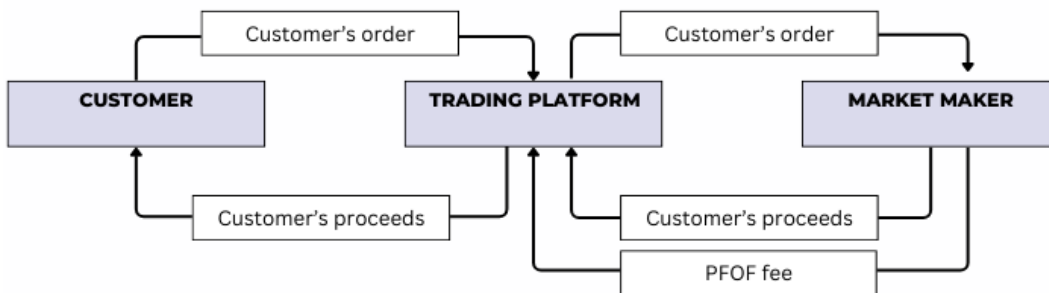 Customer’s order
Customer’s order
CUSTOMER
TRADING PLATFORM
MARKET MAKER
Customer’s proceeds
Customer’s proceeds
PFOF fee